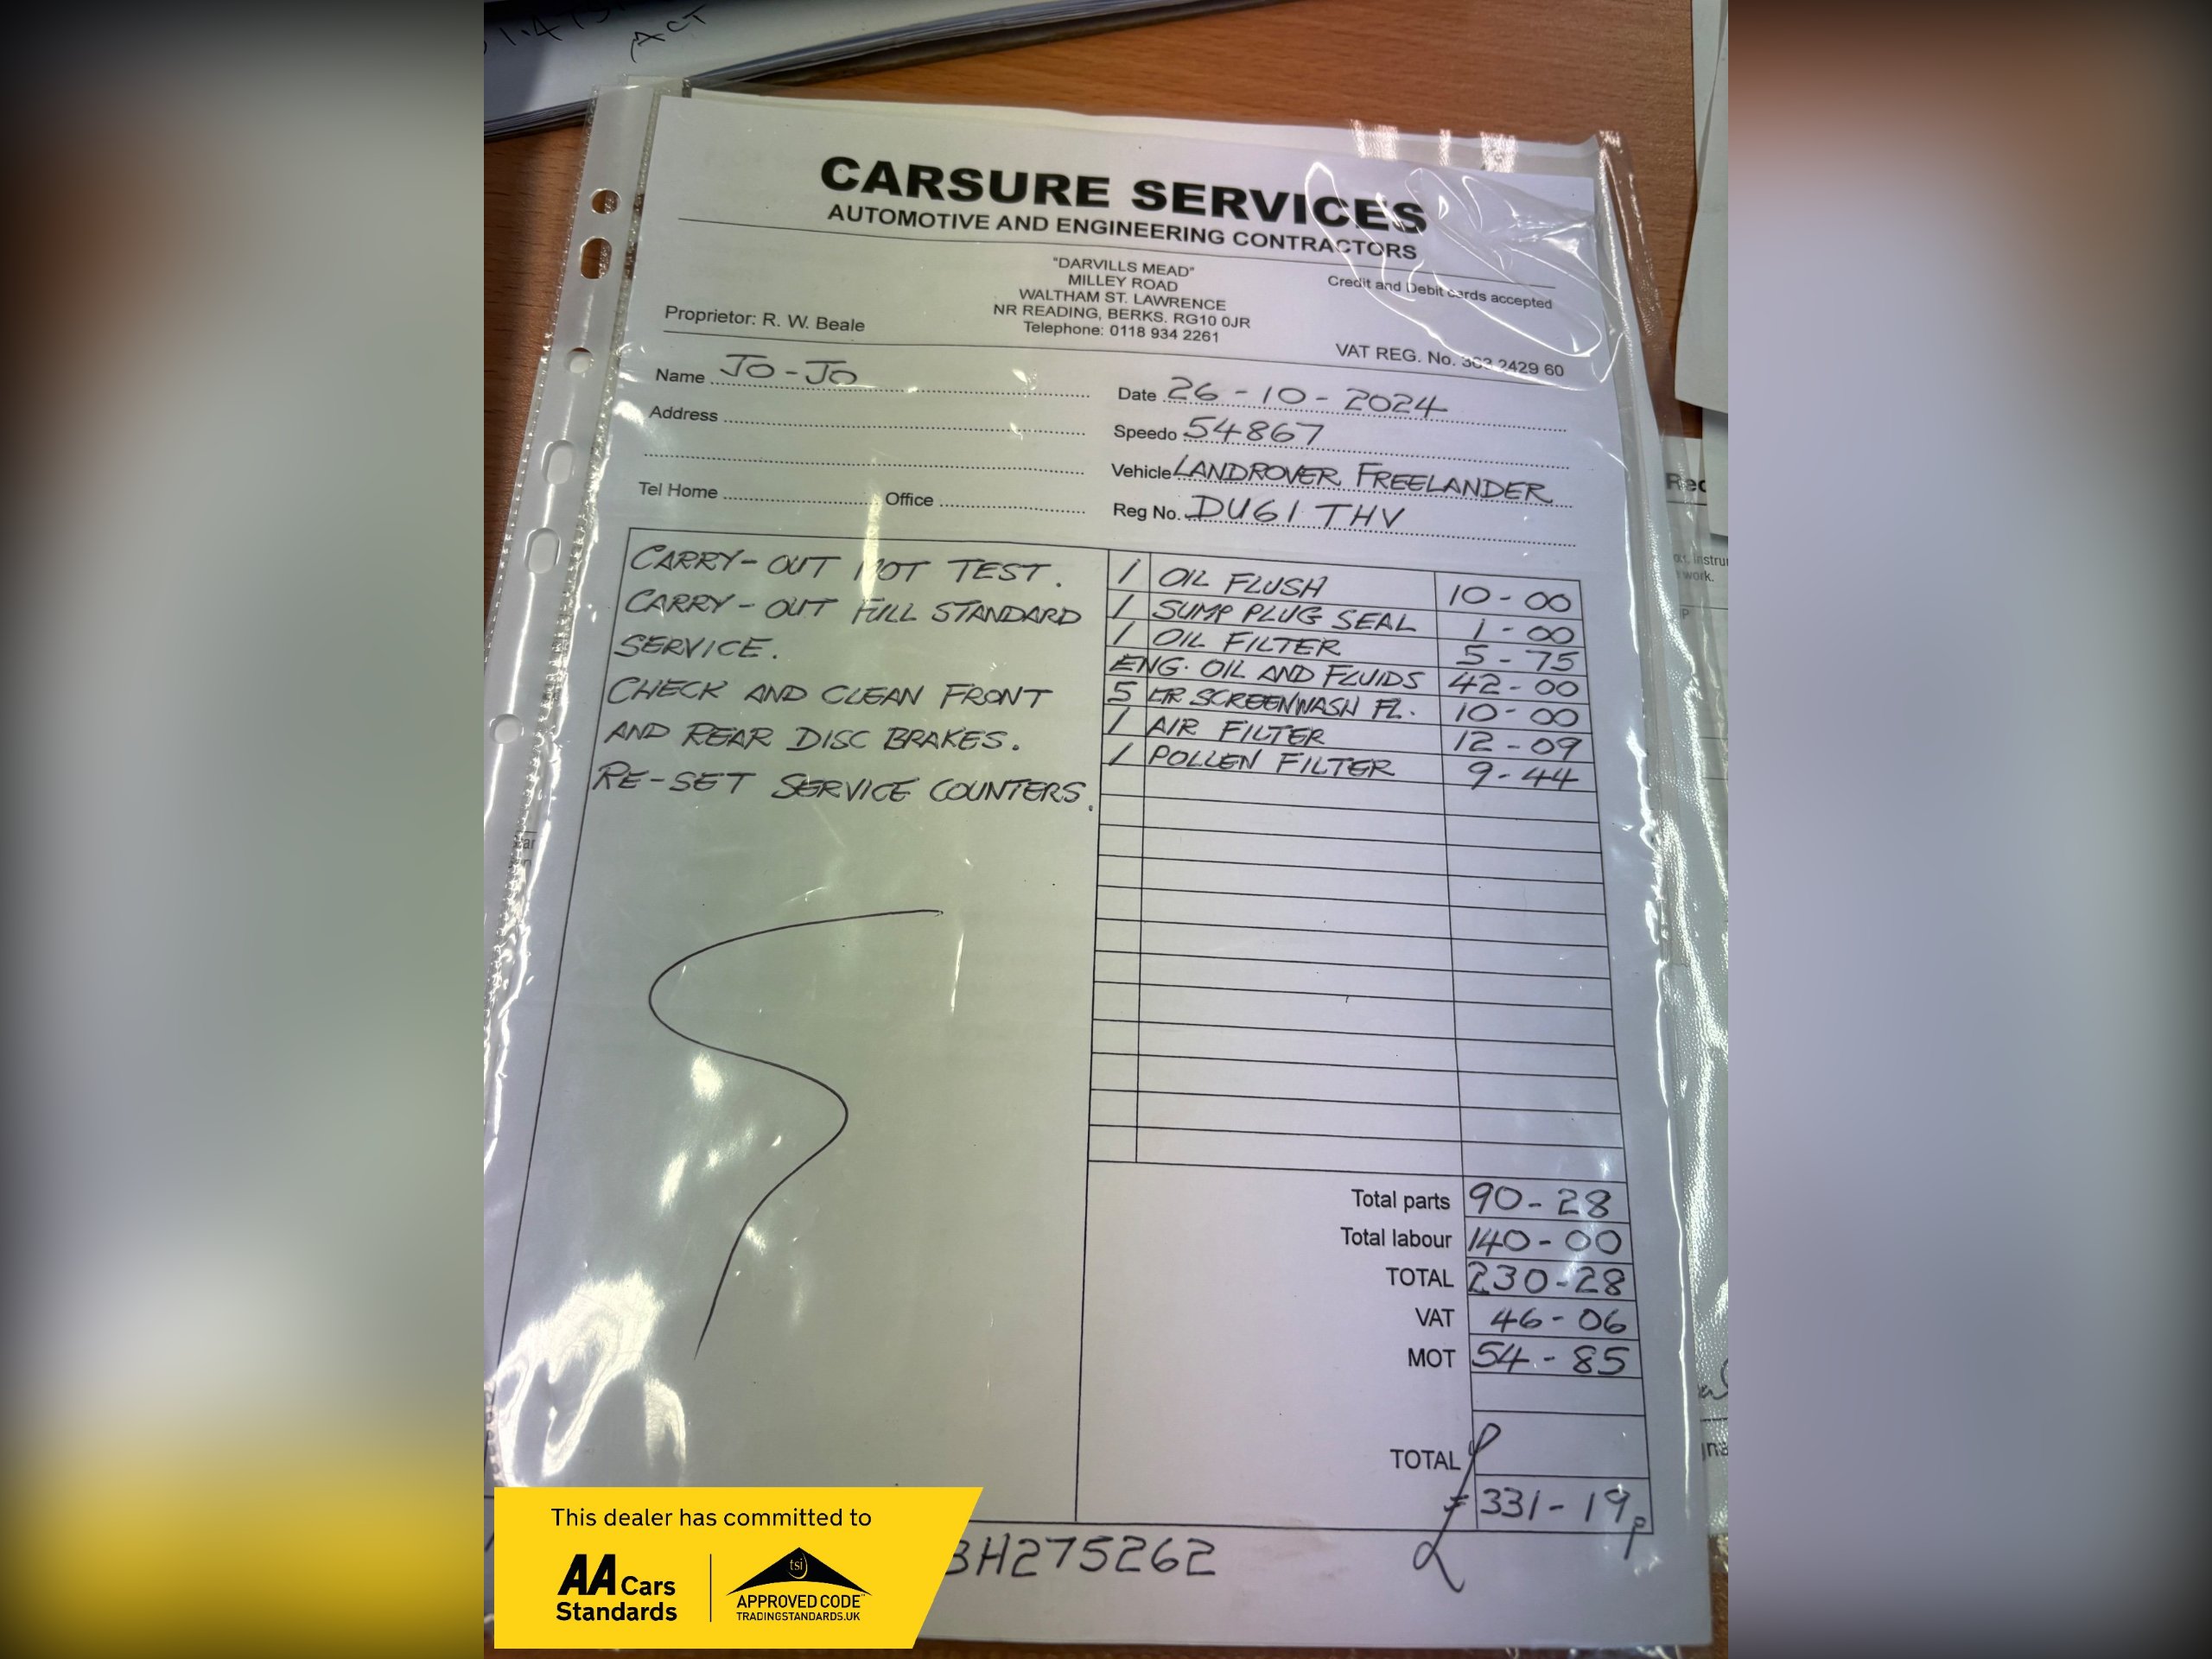 ACT
CARSURE SERVICES
AUTOMOTIVE AND ENGINEERING CONTRACTORS
"DARVILLS MEAD"
MILLEY ROAD
WALTHAM ST. LAWRENCE
NR READING, BERKS. RG10 0JR
Telephone: 0118 934 2261
Credit and Debit cards accepted
Proprietor: R. W. Beale
VAT REG. No. 2429 60
Name JO-JO
Date 26-10-2024
Address
Speedo 54867
Vehicle LANDROVER FREELANDER
Tel Home Office
Reg No. DU61 THV
CARRY-OUT MOT TEST.
CARRY-OUT FULL STANDARD
SERVICE.
CHECK AND CLEAN FRONT
AND REAR DISC BRAKES.
RE-SET SERVICE COUNTERS.
1 OIL FLUSH 10-00
1 SUMP PLUG SEAL 1-00
1 OIL FILTER 5-75
ENG. OIL AND FLUIDS 42-00
5 LTR SCREENWASH FL. 10-00
1 AIR FILTER 12-09
1 POLLEN FILTER 9-44
Total parts 90-28
Total labour 140-00
TOTAL 230-28
VAT 46-06
MOT 54-85
TOTAL £331-19p
BH275262
This dealer has committed to
AA Cars
Standards
tsi
APPROVED CODE
TRADINGSTANDARDS.UK
work.